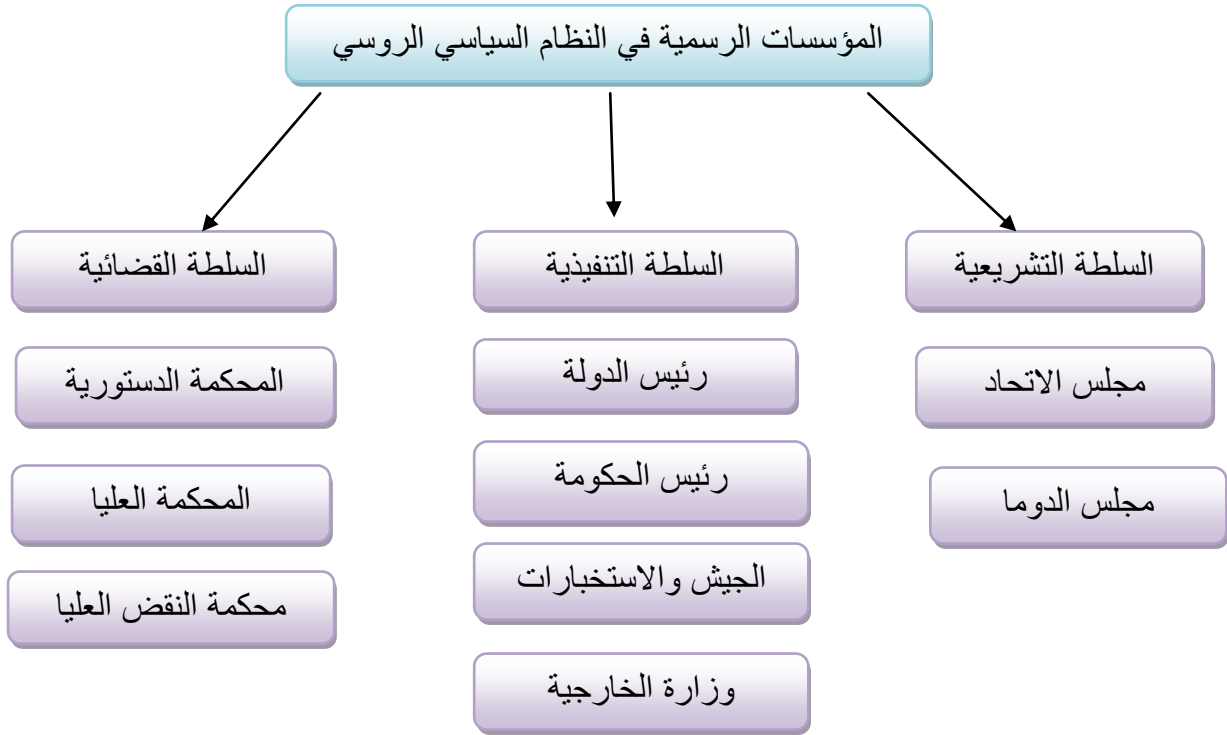 المؤسسات الرسمية في النظام السياسي الروسي
السلطة التشريعية
مجلس الاتحاد
مجلس الدوما
السلطة التنفيذية
رئيس الدولة
رئيس الحكومة
الجيش والاستخبارات
وزارة الخارجية
السلطة القضائية
المحكمة الدستورية
المحكمة العليا
محكمة النقض العليا